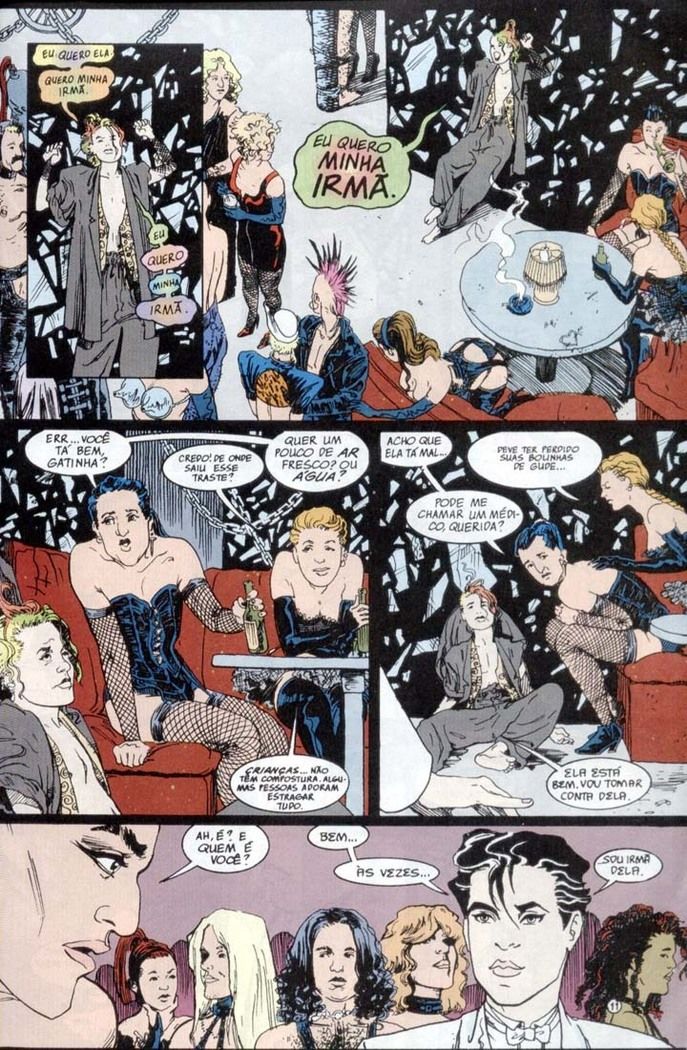 EU QUERO ELA.
QUERO MINHA
IRMÃ.
EU
QUERO
MINHA
IRMÃ.
EU QUERO
MINHA
IRMÃ.
ERR... VOCÊ
TÁ BEM,
GATINHA?
CREDO! DE ONDE
SAIU ESSE
TRASTE?
QUER UM
POUCO DE AR
FRESCO? OU
ÁGUA?
CRIANÇAS... NÃO
TÊM COMPOSTURA. ALGU-
MAS PESSOAS ADORAM
ESTRAGAR
TUDO.
ACHO QUE
ELA TÁ MAL...
DEVE TER PERDIDO
SUAS BOLINHAS
DE GUDE...
PODE ME
CHAMAR UM MÉDI-
CO, QUERIDA?
ELA ESTÁ
BEM. VOU TOMAR
CONTA DELA.
AH, É? E
QUEM É
VOCÊ?
BEM...
ÀS VEZES...
SOU IRMÃ
DELA.
11